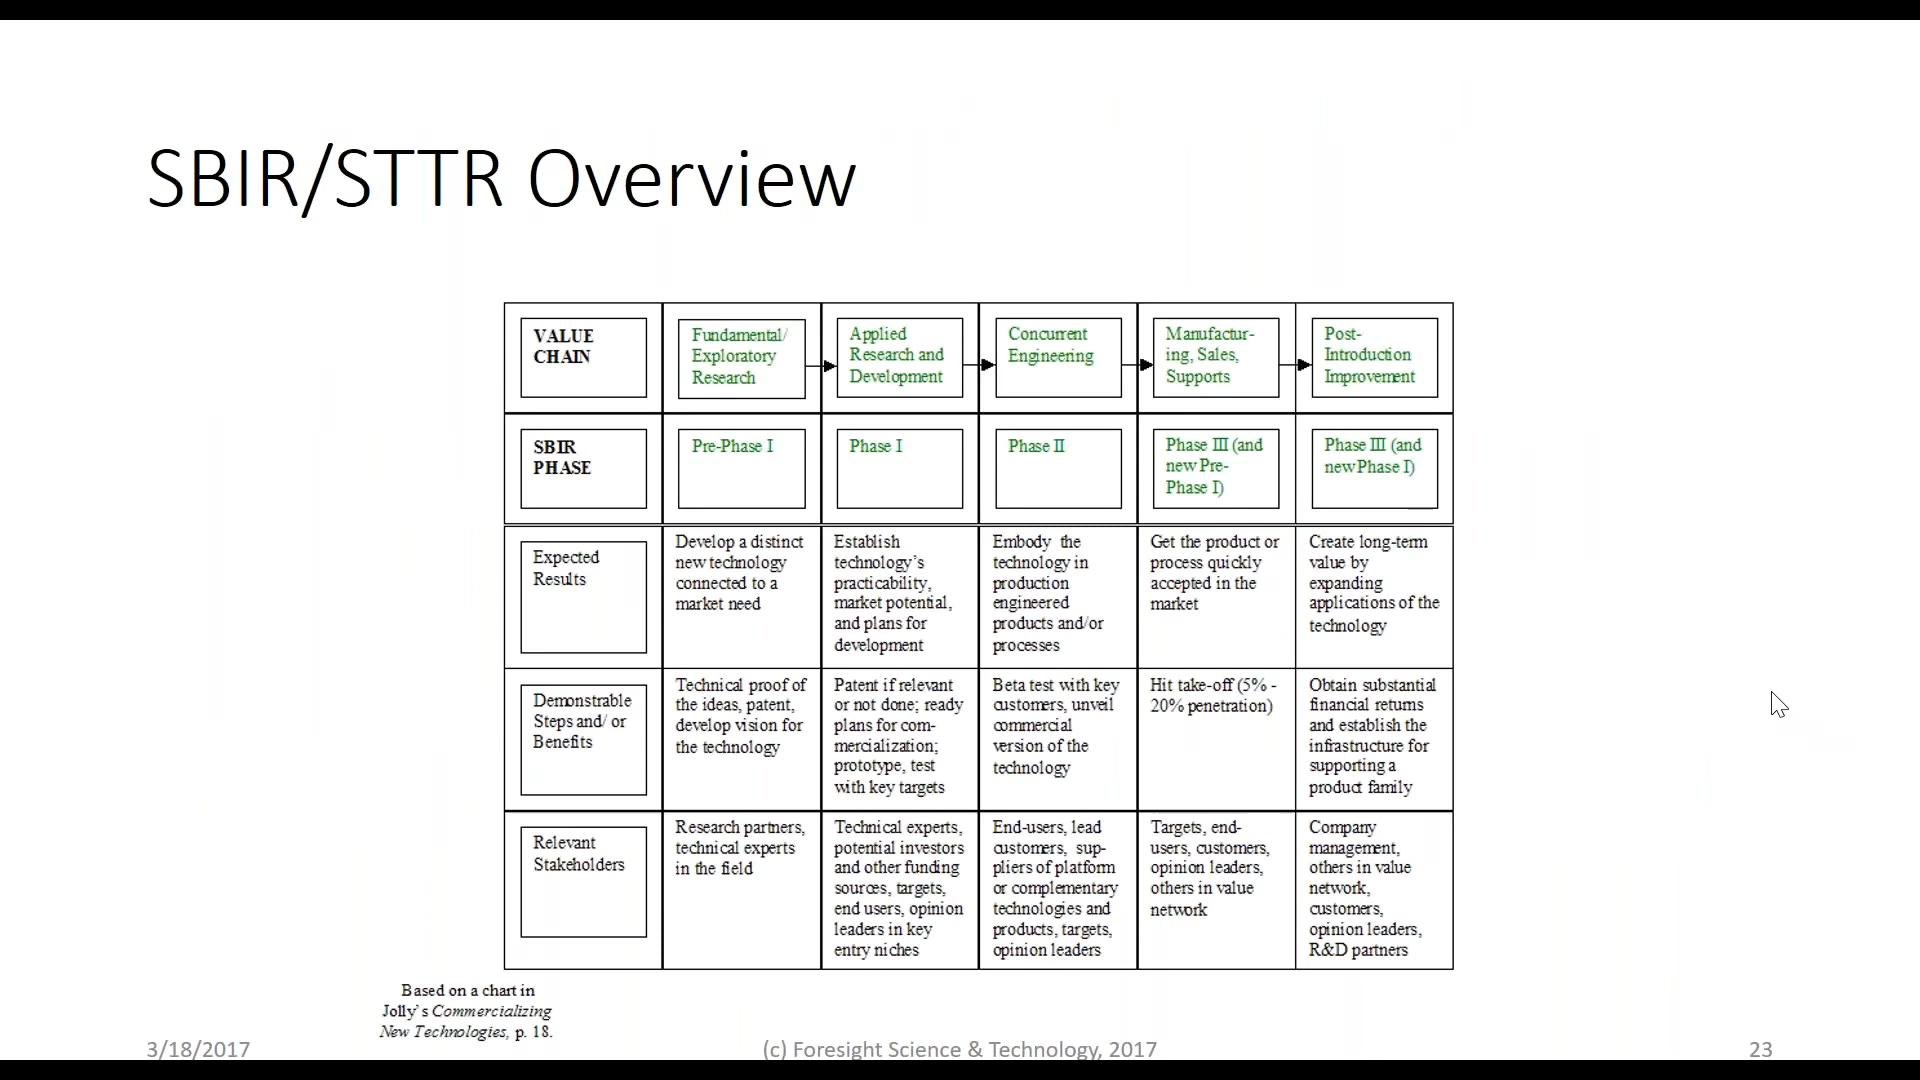 SBIR/STTR Overview
VALUE
CHAIN
Fundamental/
Exploratory
Research
Applied
Research and
Development
Concurrent
Engineering
Manufactur-
ing, Sales,
Supports
Post-
Introduction
Improvement
SBIR
PHASE
Pre-Phase I
Phase I
Phase II
Phase III (and
new Pre-
Phase I)
Phase III (and
new Phase I)
Expected
Results
Develop a distinct
new technology
connected to a
market need
Establish
technology’s
practicability,
market potential,
and plans for
development
Embody the
technology in
production
engineered
products and/or
processes
Get the product or
process quickly
accepted in the
market
Create long-term
value by
expanding
applications of the
technology
Demonstrable
Steps and/ or
Benefits
Technical proof of
the ideas, patent,
develop vision for
the technology
Patent if relevant
or not done; ready
plans for com-
mercialization;
prototype, test
with key targets
Beta test with key
customers, unveil
commercial
version of the
technology
Hit take-off (5% -
20% penetration)
Obtain substantial
financial returns
and establish the
infrastructure for
supporting a
product family
Relevant
Stakeholders
Research partners,
technical experts
in the field
Technical experts,
potential investors
and other funding
sources, targets,
end users, opinion
leaders in key
entry niches
End-users, lead
customers, sup-
pliers of platform
or complementary
technologies and
products, targets,
opinion leaders
Targets, end-
users, customers,
opinion leaders,
others in value
network
Company
management,
others in value
network,
customers,
opinion leaders,
R&D partners
Based on a chart in
Jolly’s Commercializing
New Technologies, p. 18.
3/18/2017
(c) Foresight Science & Technology, 2017
23